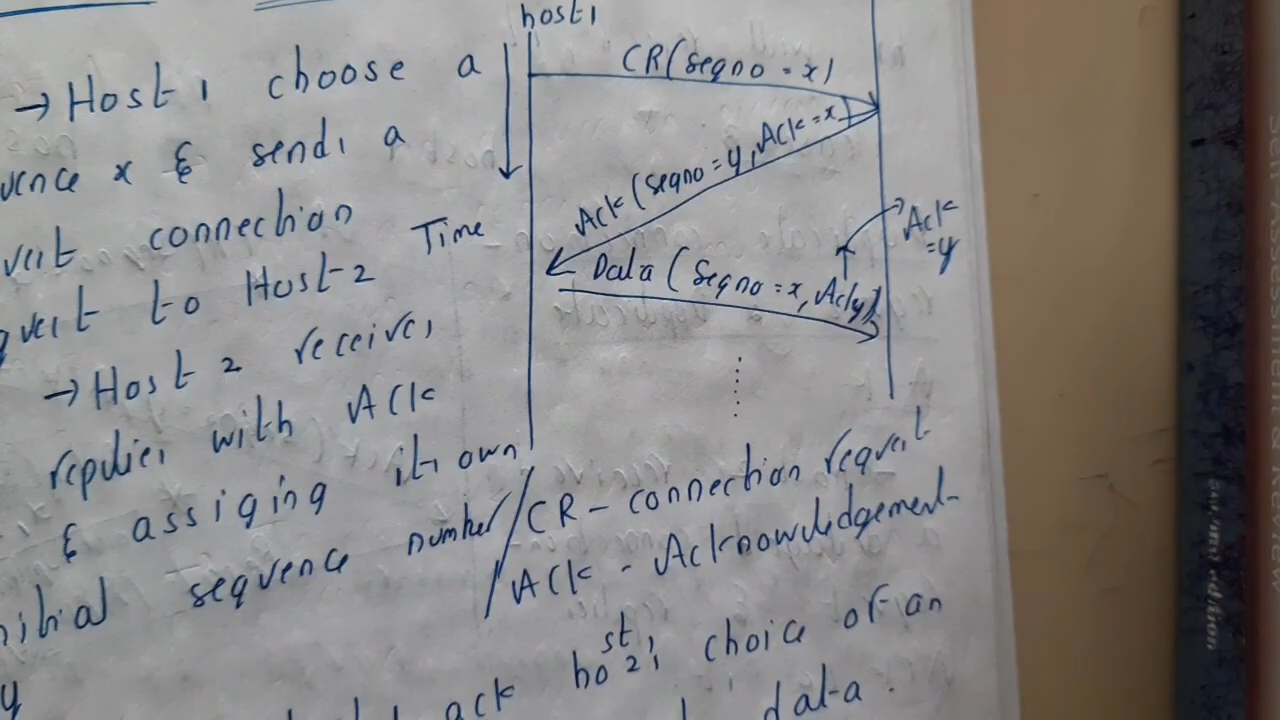 host1
→ Host 1 choose a
uence x & sends a
uest connection
quest to Host-2
→ Host 2 receives
replies with Ack
& assiging its own
initial sequence number
y
Time
CR(seqno = x)
Ack (seqno = y, Ack = x)
Data (seqno = x, Ack y)
Ack
= y
CR - connection request
Ack - Acknowledgement
ack host 2's choice of an
data.